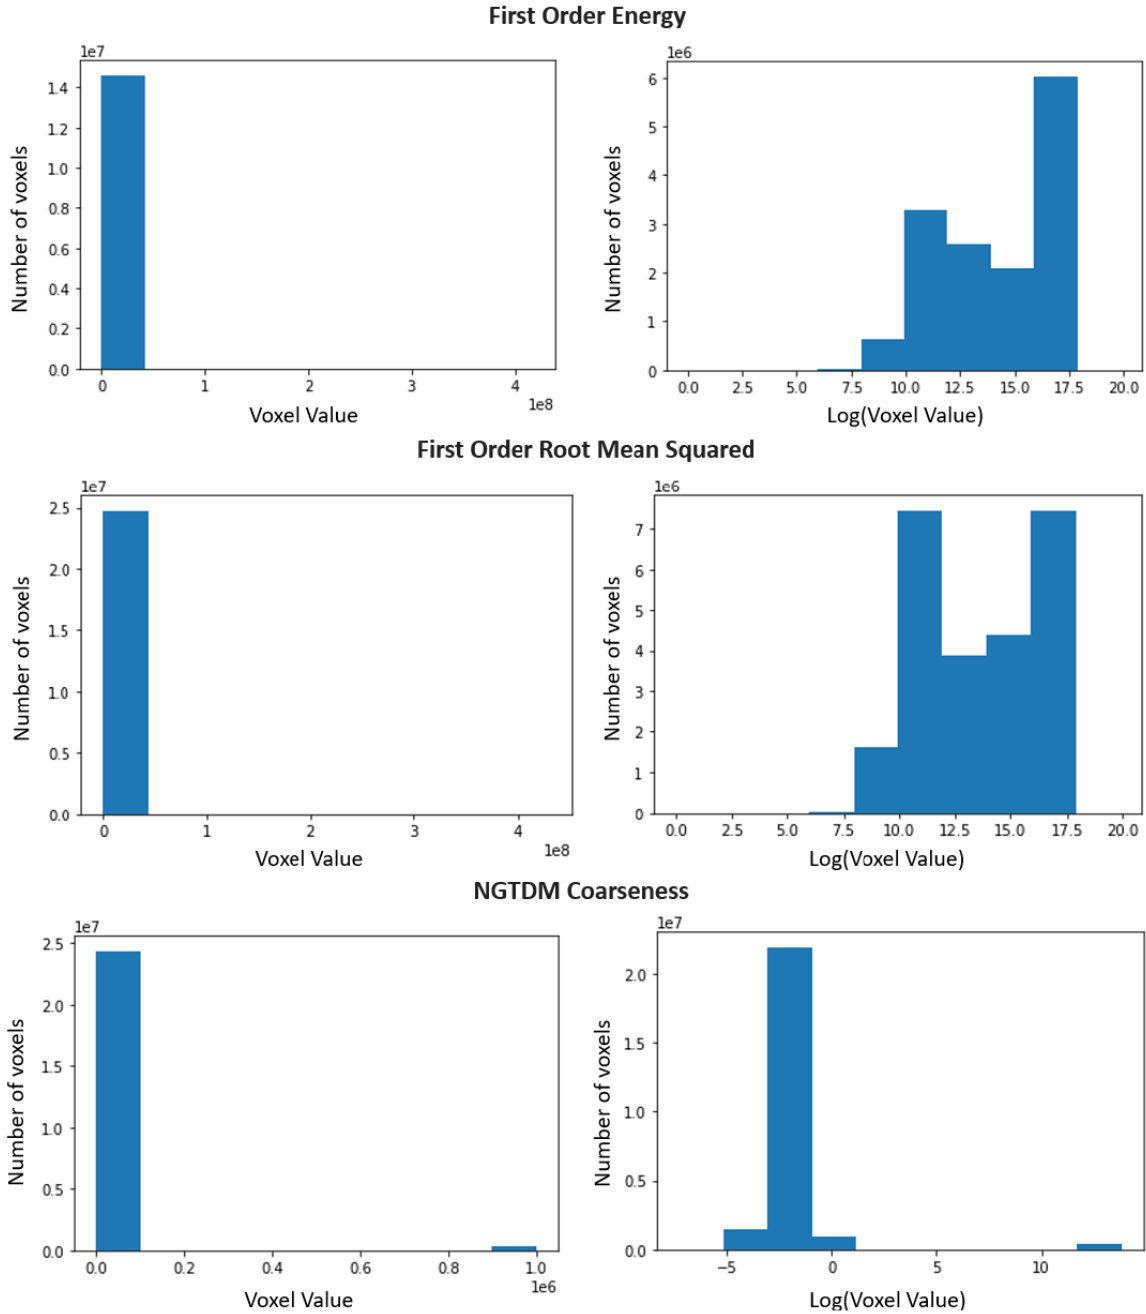 First Order Energy
1e7
1.4
1.2
1.0
0.8
0.6
0.4
0.2
0.0
Number of voxels
0 1 2 3 4
1e8
Voxel Value
1e6
6
5
4
3
2
1
0
Number of voxels
0.0 2.5 5.0 7.5 10.0 12.5 15.0 17.5 20.0
Log(Voxel Value)
First Order Root Mean Squared
1e7
2.5
2.0
1.5
1.0
0.5
0.0
Number of voxels
0 1 2 3 4
1e8
Voxel Value
1e6
7
6
5
4
3
2
1
0
Number of voxels
0.0 2.5 5.0 7.5 10.0 12.5 15.0 17.5 20.0
Log(Voxel Value)
NGTDM Coarseness
1e7
2.5
2.0
1.5
1.0
0.5
0.0
Number of voxels
0.0 0.2 0.4 0.6 0.8 1.0
1e6
Voxel Value
1e7
2.0
1.5
1.0
0.5
0.0
Number of voxels
−5 0 5 10
Log(Voxel Value)